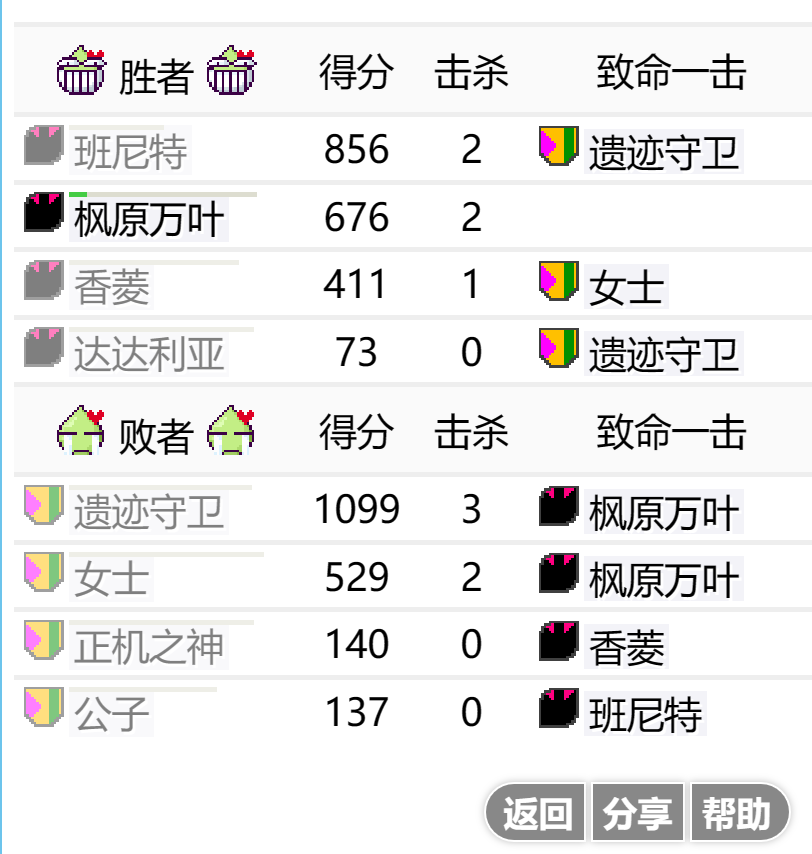 胜者 得分 击杀 致命一击
班尼特 856 2 遗迹守卫
枫原万叶 676 2
香菱 411 1 女士
达达利亚 73 0 遗迹守卫
败者 得分 击杀 致命一击
遗迹守卫 1099 3 枫原万叶
女士 529 2 枫原万叶
正机之神 140 0 香菱
公子 137 0 班尼特
返回 分享 帮助